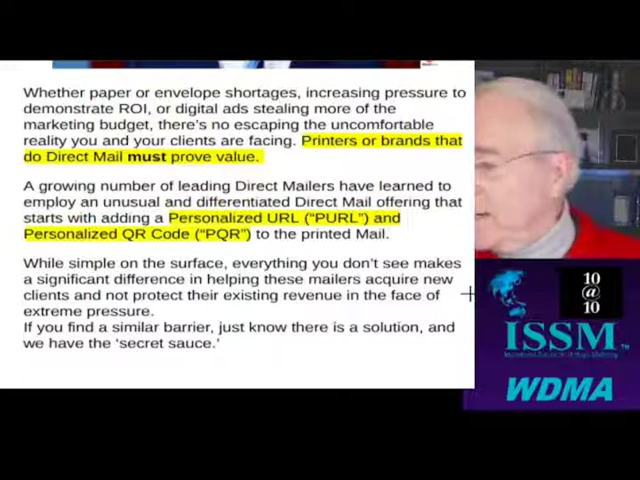 Whether paper or envelope shortages, increasing pressure to
demonstrate ROI, or digital ads stealing more of the
marketing budget, there's no escaping the uncomfortable
reality you and your clients are facing. Printers or brands that
do Direct Mail must prove value.
A growing number of leading Direct Mailers have learned to
employ an unusual and differentiated Direct Mail offering that
starts with adding a Personalized URL ("PURL") and
Personalized QR Code ("PQR") to the printed Mail.
While simple on the surface, everything you don't see makes
a significant difference in helping these mailers acquire new
clients and not protect their existing revenue in the face of
extreme pressure.
If you find a similar barrier, just know there is a solution, and
we have the 'secret sauce.'
10
@
10
ISSM
WDMA